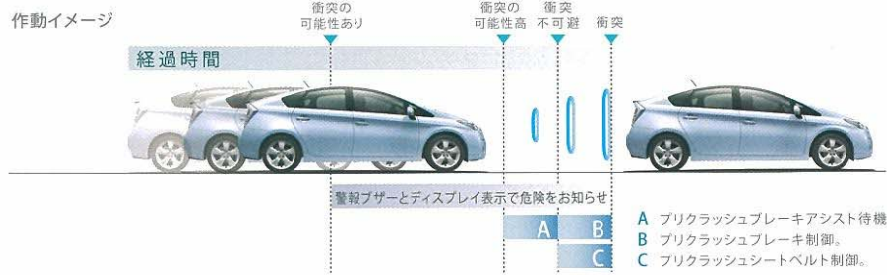 作動イメージ
衝突の
可能性あり
衝突の
可能性高
衝突
不可避
衝突
経過時間
警報ブザーとディスプレイ表示で危険をお知らせ
A B
C
A プリクラッシュブレーキアシスト待機
B プリクラッシュブレーキ制御。
C プリクラッシュシートベルト制御。